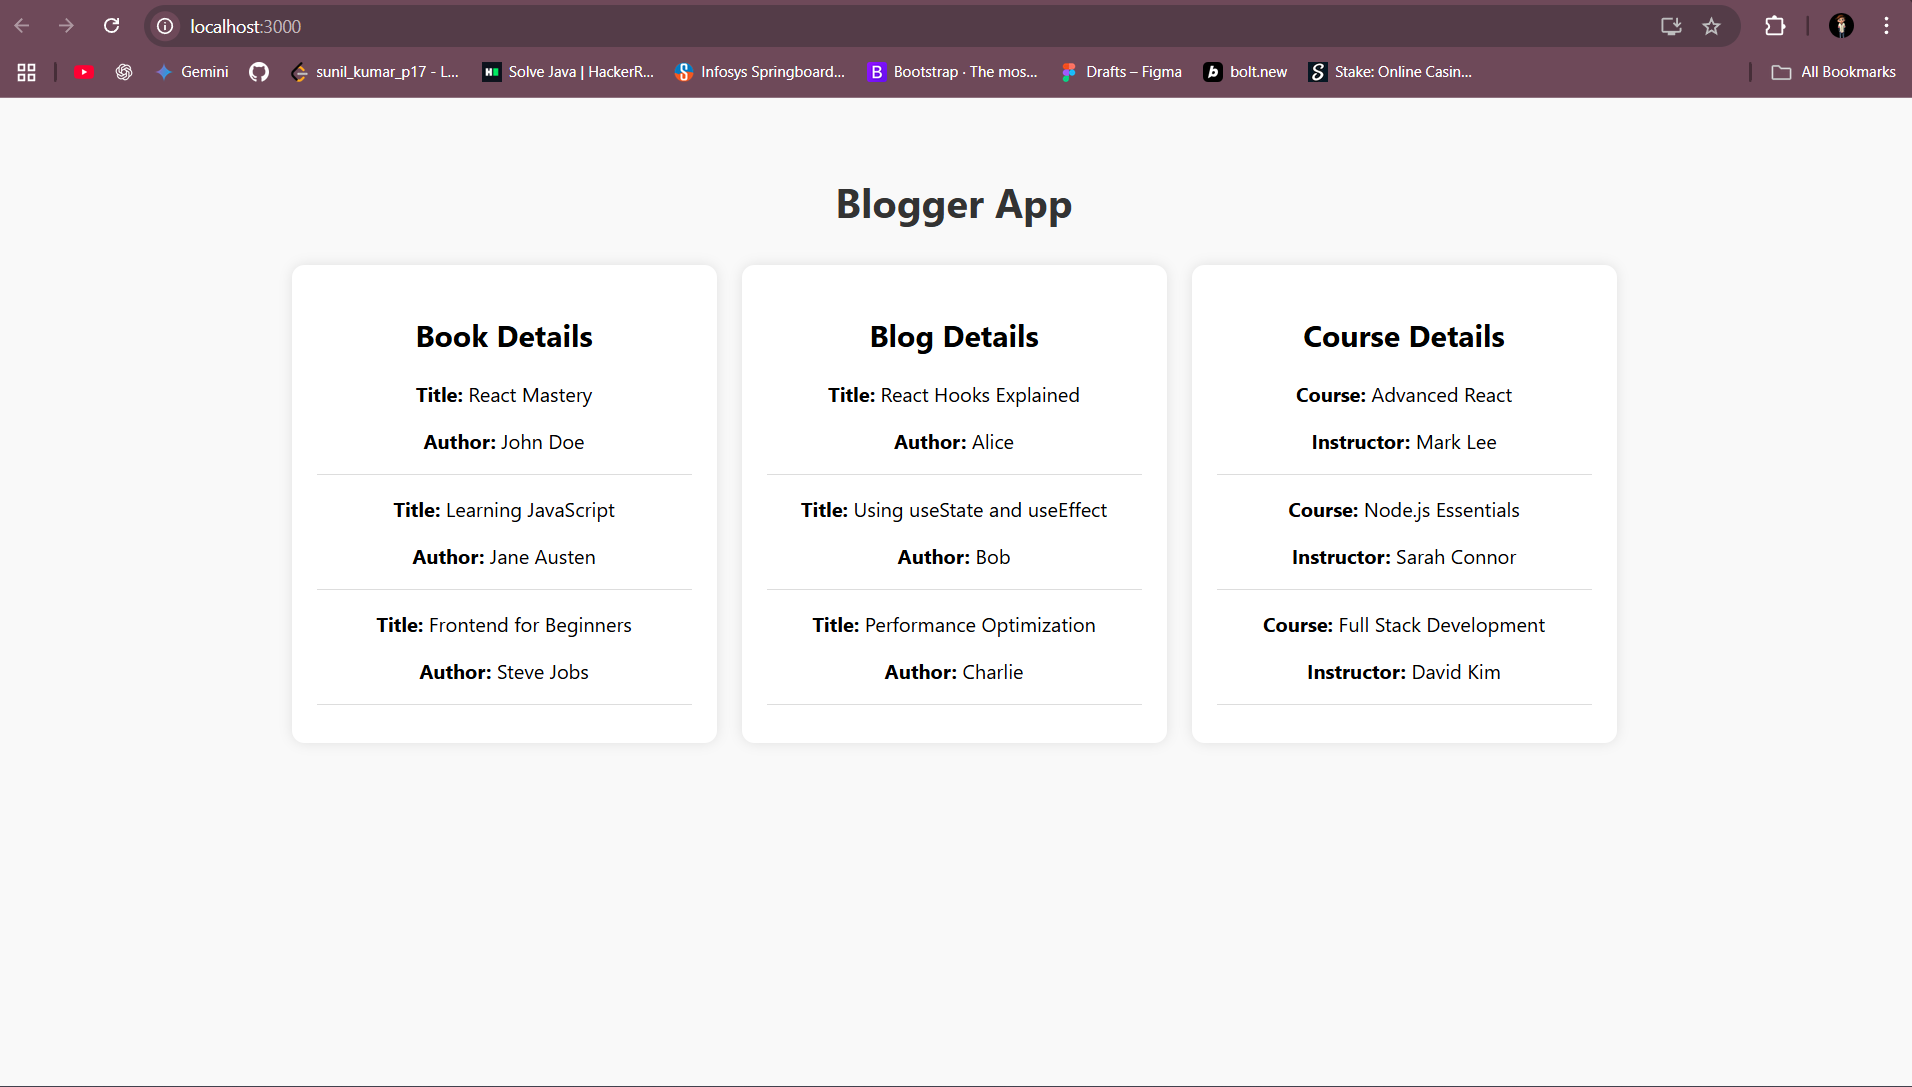 localhost:3000
Gemini
sunil_kumar_p17 - L...
Solve Java | HackerR...
Infosys Springboard...
Bootstrap · The mos...
Drafts – Figma
bolt.new
Stake: Online Casin...
All Bookmarks
Blogger App
Book Details
Title: React Mastery
Author: John Doe
Title: Learning JavaScript
Author: Jane Austen
Title: Frontend for Beginners
Author: Steve Jobs
Blog Details
Title: React Hooks Explained
Author: Alice
Title: Using useState and useEffect
Author: Bob
Title: Performance Optimization
Author: Charlie
Course Details
Course: Advanced React
Instructor: Mark Lee
Course: Node.js Essentials
Instructor: Sarah Connor
Course: Full Stack Development
Instructor: David Kim